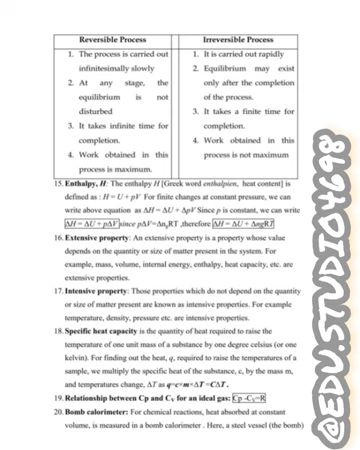 Reversible Process Irreversible Process
1. The process is carried out
infinitesimally slowly
2. At any stage, the
equilibrium is not
disturbed
3. It takes infinite time for
completion.
4. Work obtained in this
process is maximum.
1. It is carried out rapidly
2. Equilibrium may exist
only after the completion
of the process.
3. It takes a finite time for
completion.
4. Work obtained in this
process is not maximum
15. Enthalpy, H: The enthalpy H [Greek word enthalpien, heat content] is
defined as : H = U + pV For finite changes at constant pressure, we can
write above equation as ΔH = ΔU + ΔpV Since p is constant, we can write
ΔH = ΔU + pΔV since pΔV=ΔngRT ,therefore ΔH = ΔU + ΔngRT
16. Extensive property: An extensive property is a property whose value
depends on the quantity or size of matter present in the system. For
example, mass, volume, internal energy, enthalpy, heat capacity, etc. are
extensive properties.
17. Intensive property: Those properties which do not depend on the quantity
or size of matter present are known as intensive properties. For example
temperature, density, pressure etc. are intensive properties.
18. Specific heat capacity is the quantity of heat required to raise the
temperature of one unit mass of a substance by one degree celsius (or one
kelvin). For finding out the heat, q, required to raise the temperatures of a
sample, we multiply the specific heat of the substance, c, by the mass m,
and temperatures change, ΔT as q=c×m×ΔT =CΔT .
19. Relationship between Cp and CV for an ideal gas: Cp -CV=R
20. Bomb calorimeter: For chemical reactions, heat absorbed at constant
volume, is measured in a bomb calorimeter . Here, a steel vessel (the bomb)
@EDU.STUDIO4698